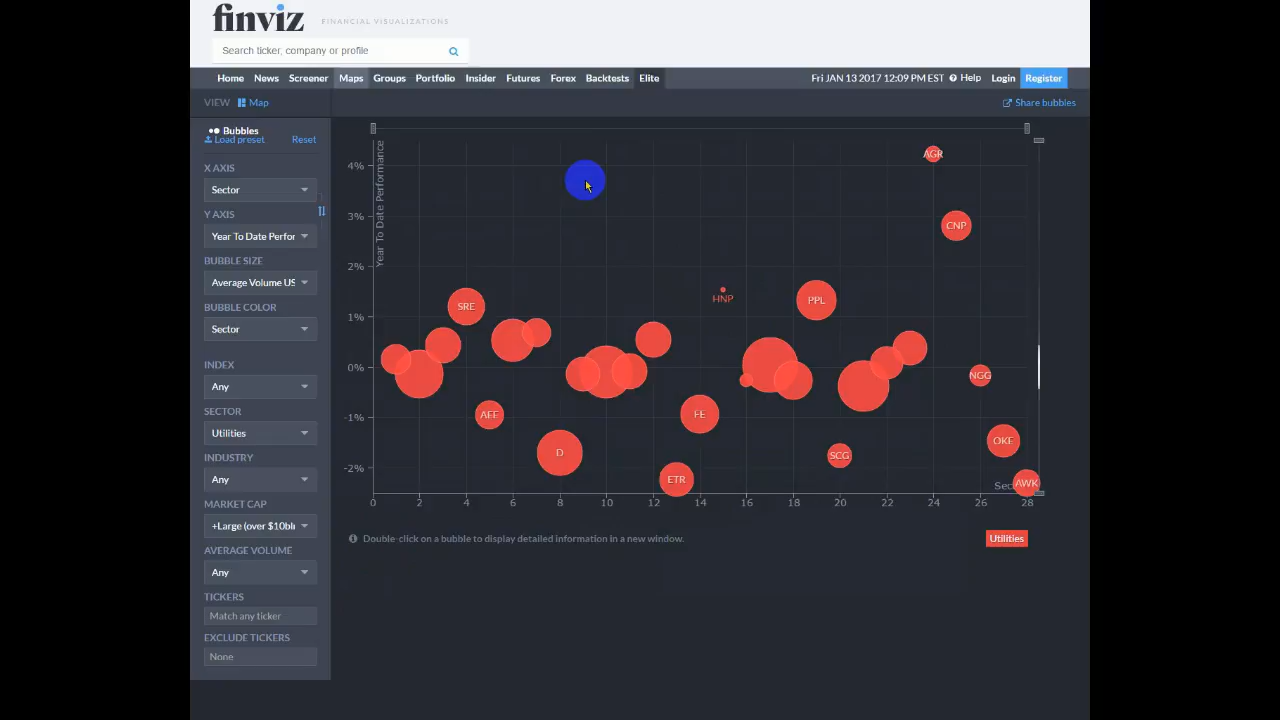 finviz FINANCIAL VISUALIZATIONS
Search ticker, company or profile
Home News Screener Maps Groups Portfolio Insider Futures Forex Backtests Elite Fri JAN 13 2017 12:09 PM EST Help Login Register
VIEW Map Share bubbles
Bubbles
Load preset Reset
X AXIS
Sector
Y AXIS
Year To Date Perfor
BUBBLE SIZE
Average Volume US
BUBBLE COLOR
Sector
INDEX
Any
SECTOR
Utilities
INDUSTRY
Any
MARKET CAP
+Large (over $10bln
AVERAGE VOLUME
Any
TICKERS
Match any ticker
EXCLUDE TICKERS
None
Year To Date Performance
4%
3%
2%
1%
0%
-1%
-2%
AGR
CNP
HNP
PPL
SRE
NGG
AEE
FE
OKE
D
SCG
ETR
AWK
0 2 4 6 8 10 12 14 16 18 20 22 24 26 28
Double-click on a bubble to display detailed information in a new window.
Utilities